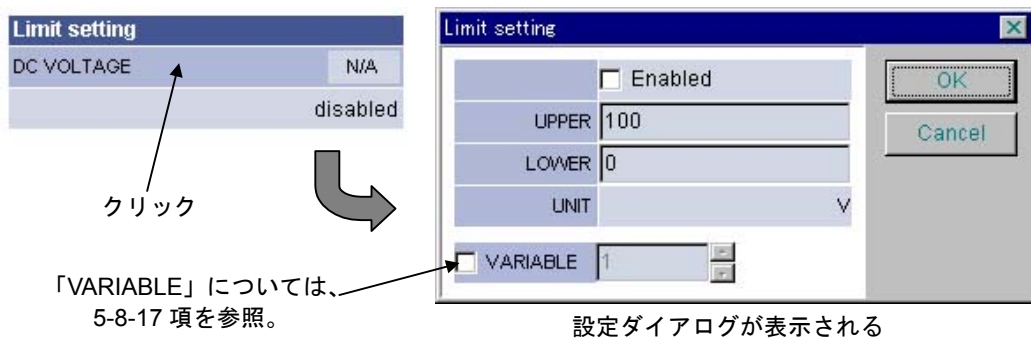 Limit setting
DC VOLTAGE N/A
disabled
クリック
「VARIABLE」については、
5-8-17 項を参照。
Limit setting
Enabled
UPPER 100
LOWER 0
UNIT V
VARIABLE 1
OK
Cancel
設定ダイアログが表示される